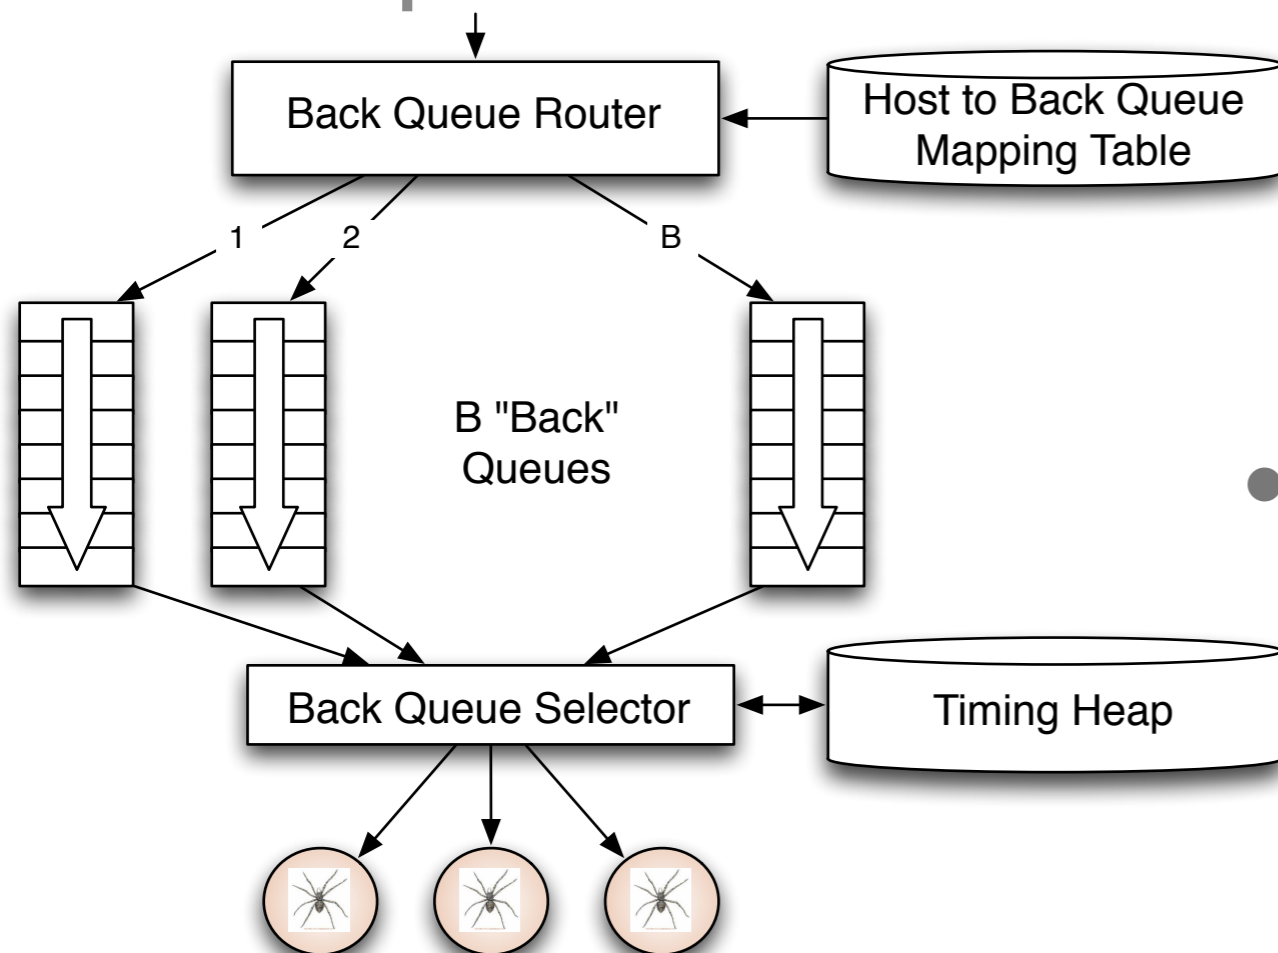 Back Queue Router
Host to Back Queue
Mapping Table
1
2
B
B "Back"
Queues
Back Queue Selector
Timing Heap